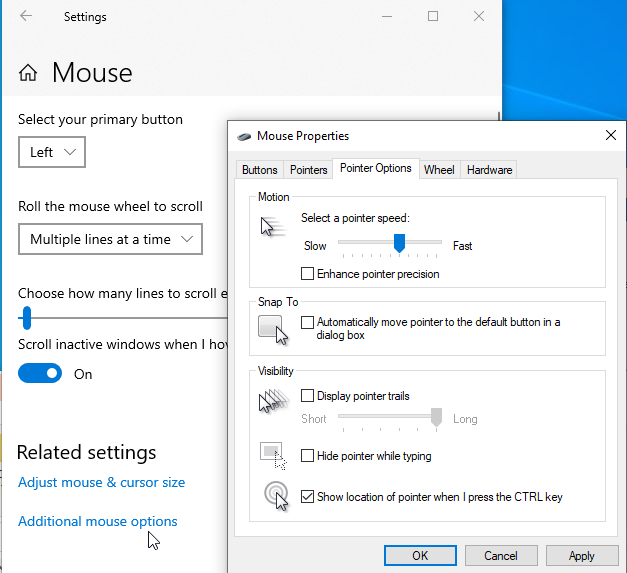 Settings
Mouse
Select your primary button
Left
Roll the mouse wheel to scroll
Multiple lines at a time
Choose how many lines to scroll e
Scroll inactive windows when I ho
On
Related settings
Adjust mouse & cursor size
Additional mouse options
Mouse Properties
Buttons Pointers Pointer Options Wheel Hardware
Motion
Select a pointer speed:
Slow Fast
Enhance pointer precision
Snap To
Automatically move pointer to the default button in a
dialog box
Visibility
Display pointer trails
Short Long
Hide pointer while typing
Show location of pointer when I press the CTRL key
OK Cancel Apply